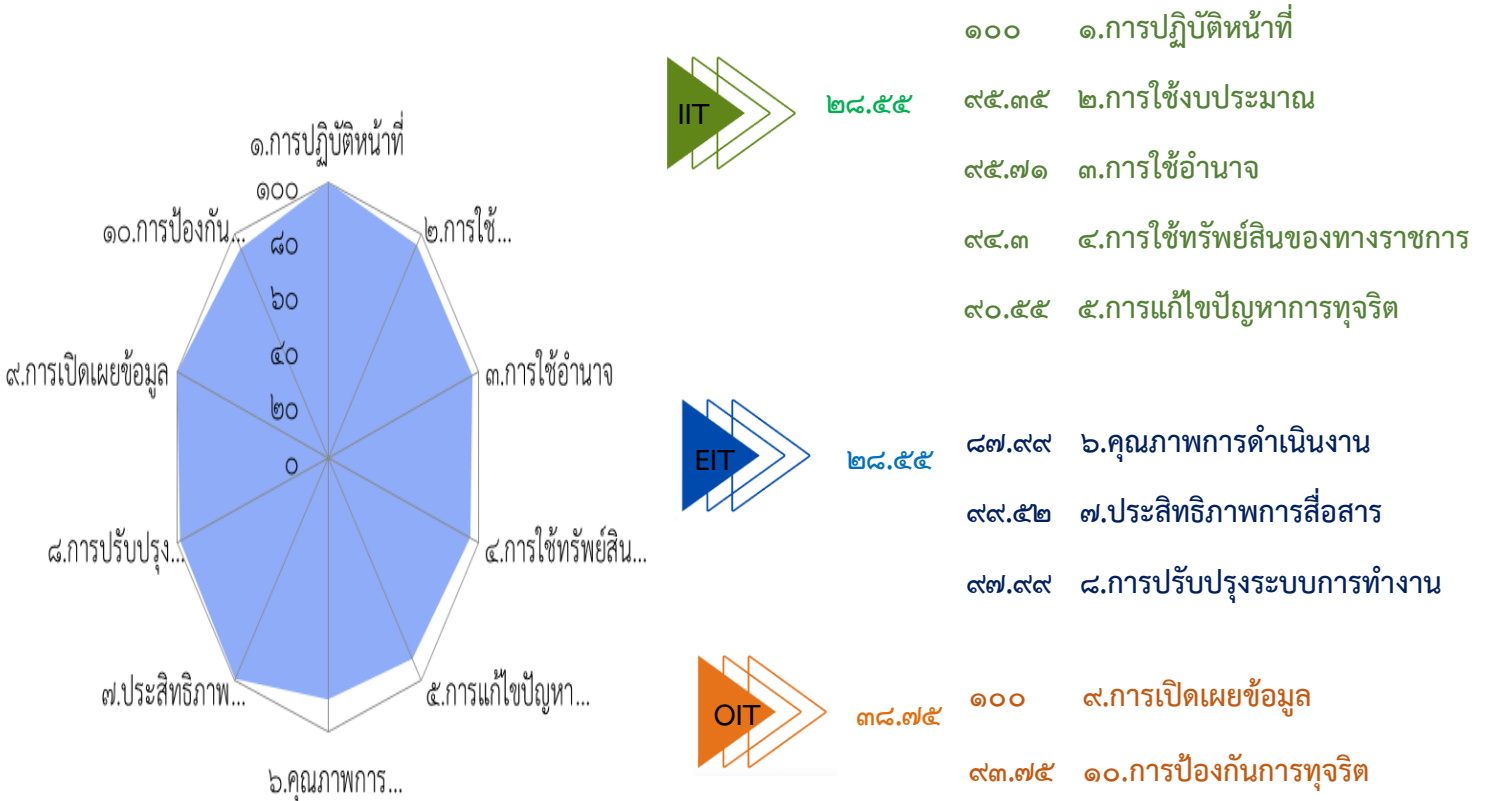 ๑.การปฏิบัติหน้าที่
๑๐๐
๑๐.การป้องกัน...
๘๐
๒.การใช้...
๖๐
๔๐
๙.การเปิดเผยข้อมูล
๓.การใช้อำนาจ
๒๐
๐
๘.การปรับปรุง...
๔.การใช้ทรัพย์สิน...
๗.ประสิทธิภาพ...
๕.การแก้ไขปัญหา...
๖.คุณภาพการ...
IIT ๒๘.๕๕
๑๐๐ ๑.การปฏิบัติหน้าที่
๙๕.๓๕ ๒.การใช้งบประมาณ
๙๕.๗๑ ๓.การใช้อำนาจ
๙๔.๓ ๔.การใช้ทรัพย์สินของทางราชการ
๙๐.๕๕ ๕.การแก้ไขปัญหาการทุจริต
EIT ๒๘.๕๕
๘๗.๙๙ ๖.คุณภาพการดำเนินงาน
๙๙.๕๒ ๗.ประสิทธิภาพการสื่อสาร
๙๗.๙๙ ๘.การปรับปรุงระบบการทำงาน
OIT ๓๘.๗๕
๑๐๐ ๙.การเปิดเผยข้อมูล
๙๓.๗๕ ๑๐.การป้องกันการทุจริต